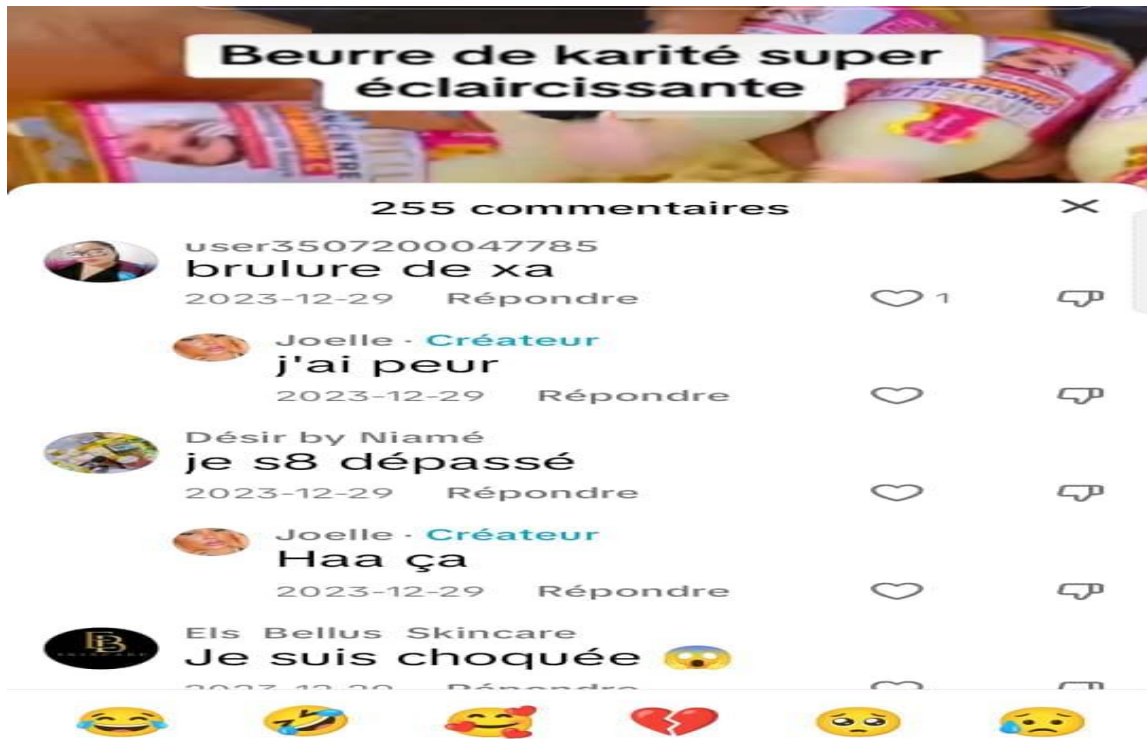 Beurre de karité super
éclaircissante
255 commentaires
user35072000047785
brulure de xa
2023-12-29 Répondre 1
Joelle · Créateur
j'ai peur
2023-12-29 Répondre
Désir by Niamé
je s8 dépassé
2023-12-29 Répondre
Joelle · Créateur
Haa ça
2023-12-29 Répondre
Els Bellus Skincare
Je suis choquée 😱